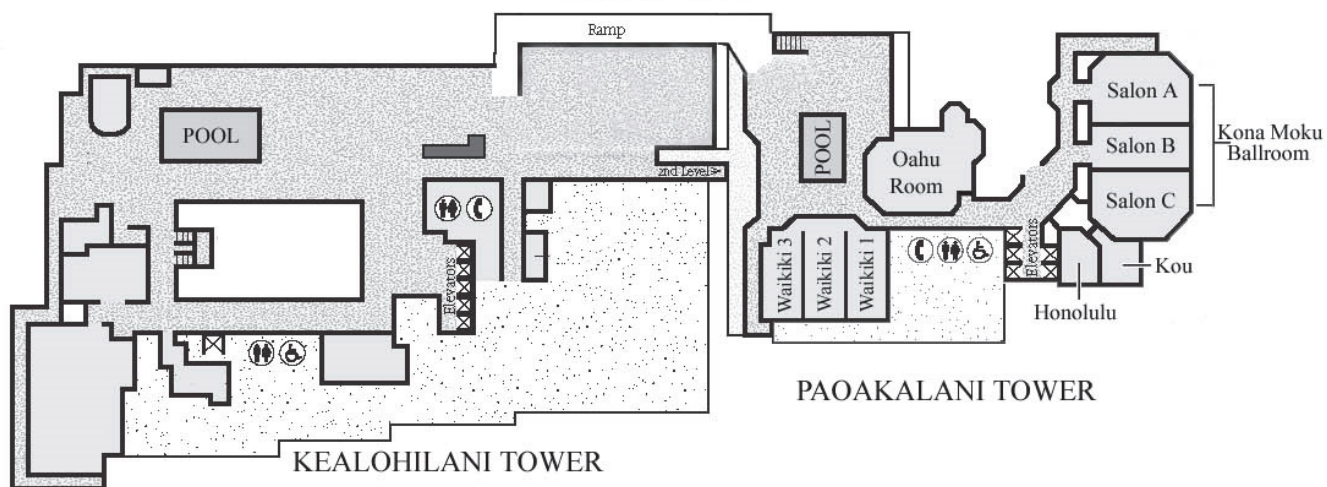 Ramp
POOL
POOL
Oahu
Room
Salon A
Salon B
Salon C
Kona Moku
Ballroom
2nd Level>
Elevators
Waikiki 3
Waikiki 2
Waikiki 1
Elevators
Kou
Honolulu
PAOAKALANI TOWER
KEALOHILANI TOWER